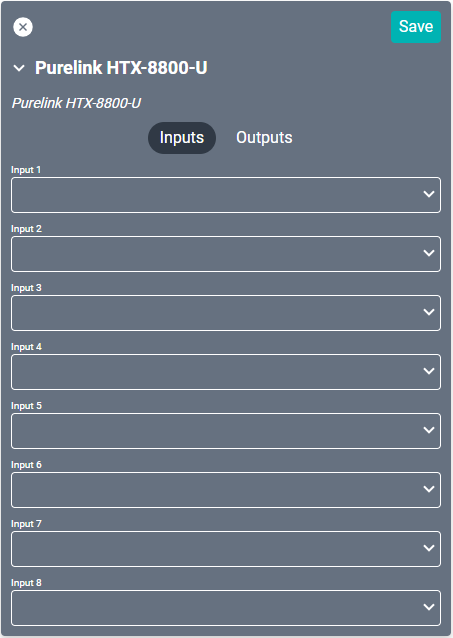 Save
Purelink HTX-8800-U
Purelink HTX-8800-U
Inputs Outputs
Input 1
Input 2
Input 3
Input 4
Input 5
Input 6
Input 7
Input 8